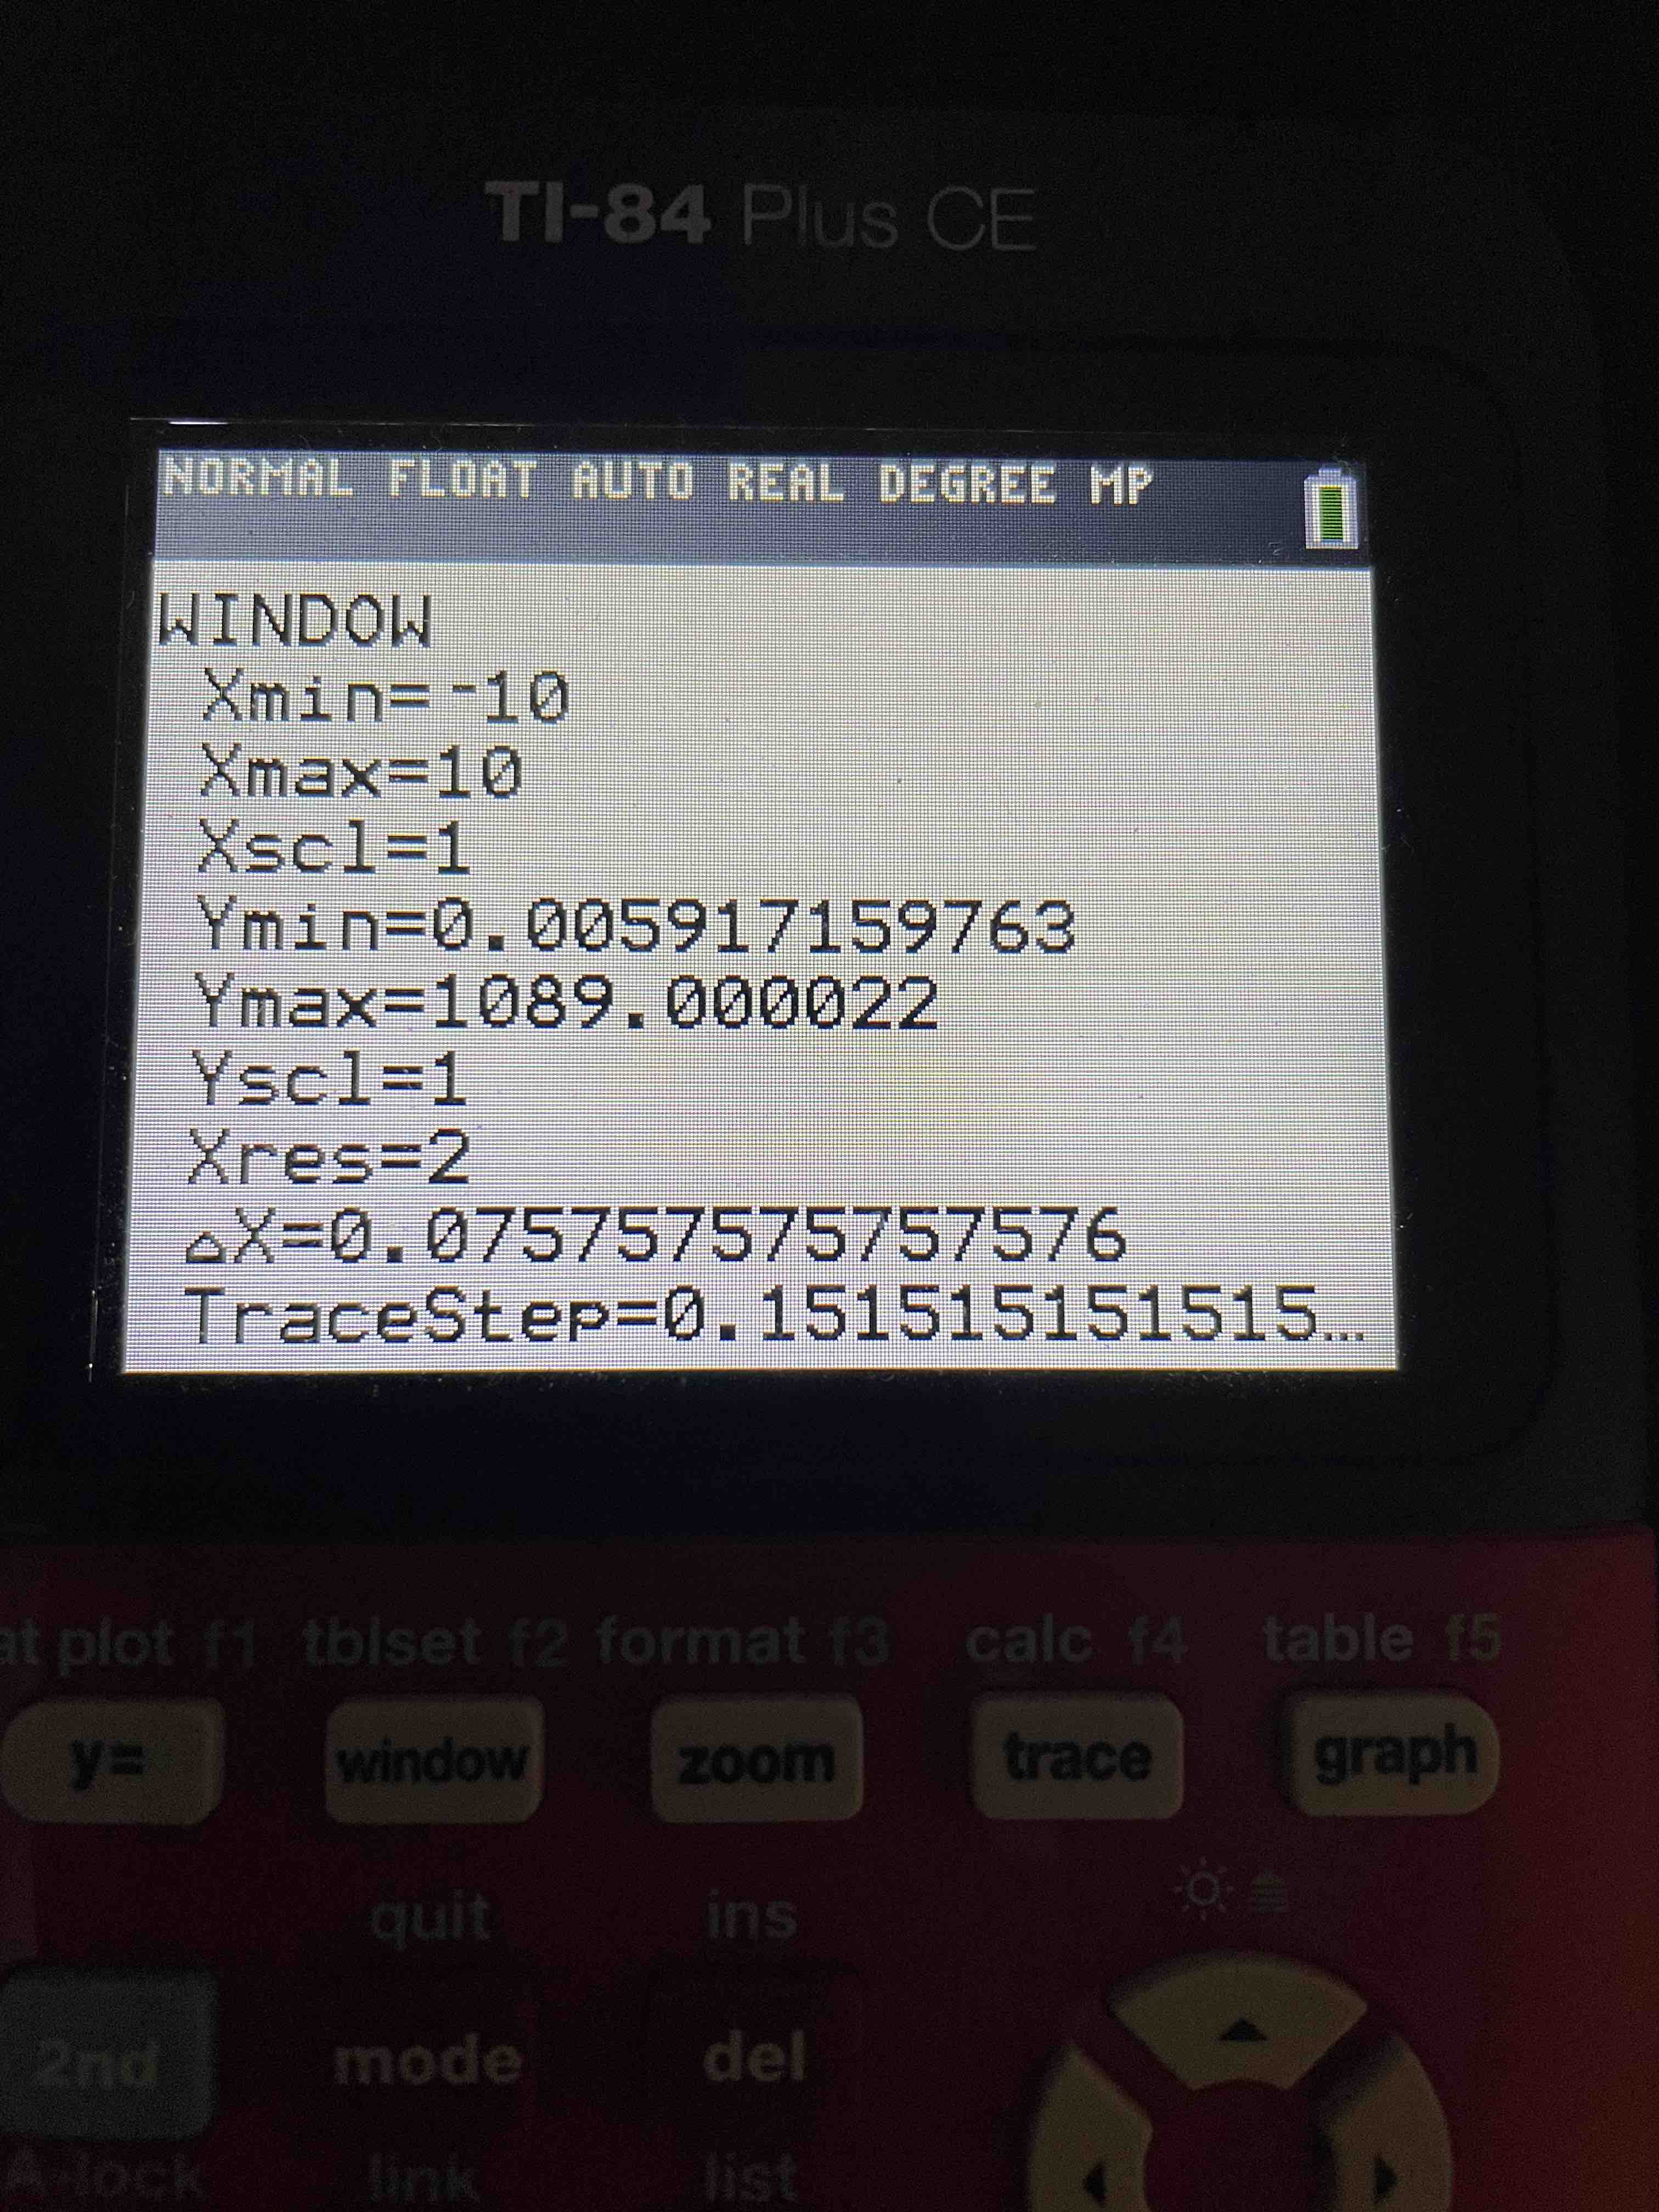 TI-84 Plus CE
NORMAL FLOAT AUTO REAL DEGREE MP
WINDOW
Xmin=-10
Xmax=10
Xscl=1
Ymin=0.005917159763
Ymax=1089.000022
Yscl=1
Xres=2
△X=0.075757575757576
TraceStep=0.151515151515...
at plot f1 tblset f2 format f3 calc f4 table f5
y= window zoom trace graph
quit ins
2nd mode del
A-lock link list